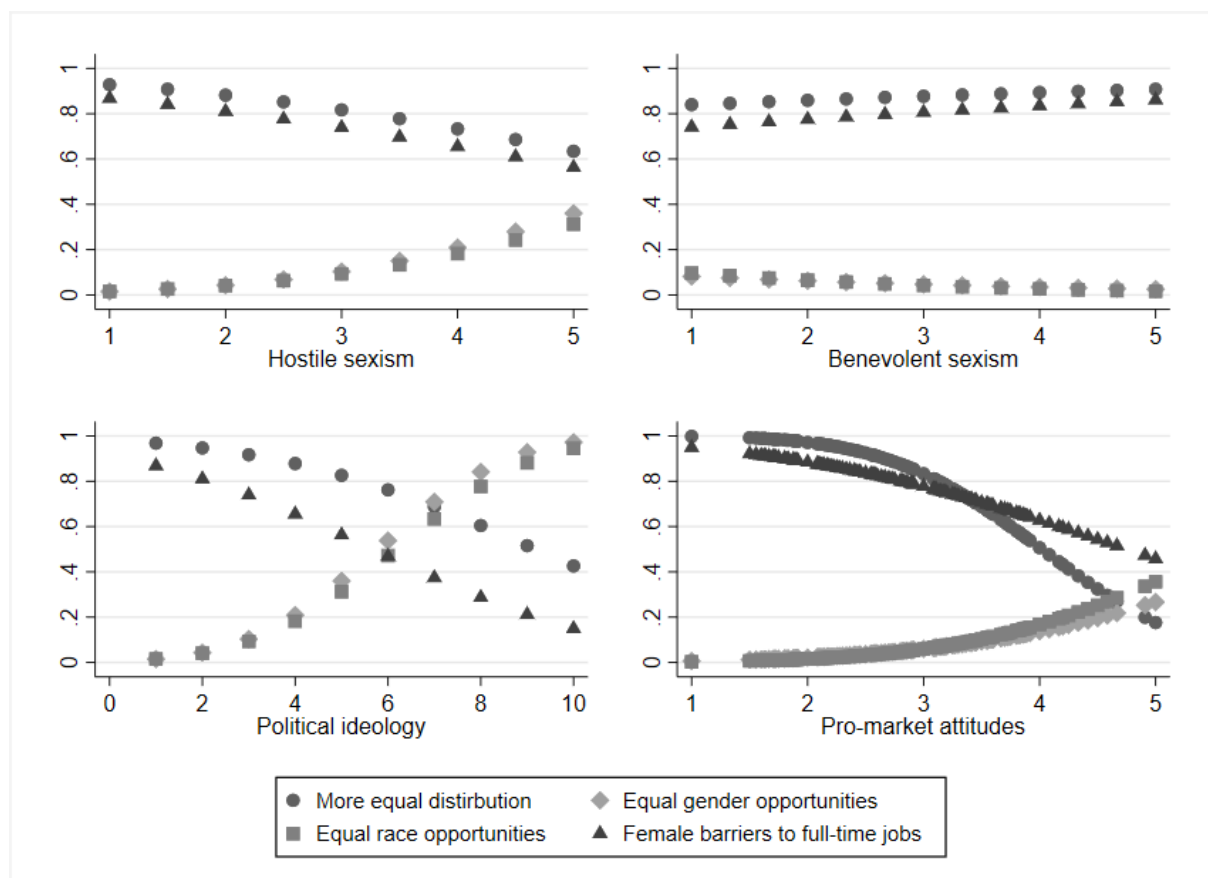 0 .2 .4 .6 .8 1
1 2 3 4 5
Hostile sexism
0 .2 .4 .6 .8 1
1 2 3 4 5
Benevolent sexism
0 .2 .4 .6 .8 1
0 2 4 6 8 10
Political ideology
0 .2 .4 .6 .8 1
1 2 3 4 5
Pro-market attitudes
More equal distirbution Equal gender opportunities
Equal race opportunities Female barriers to full-time jobs